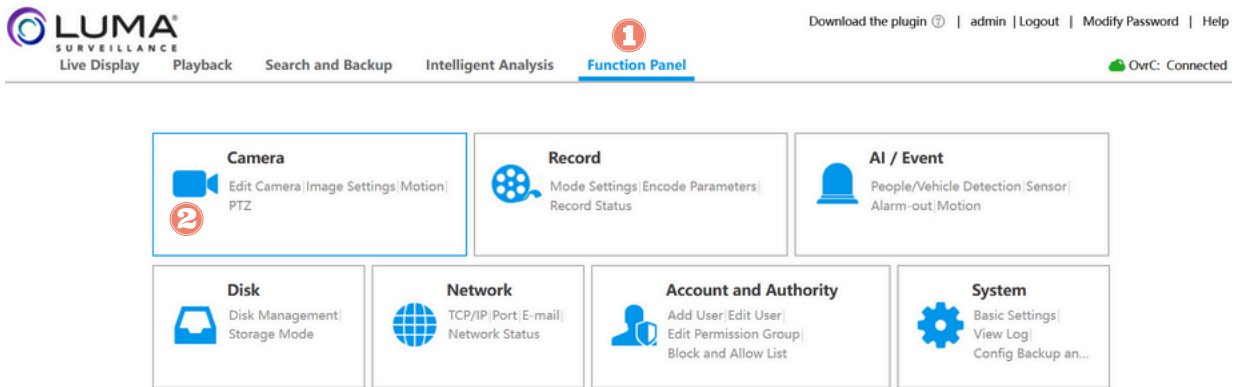 LUMA®
SURVEILLANCE
Download the plugin ? | admin | Logout | Modify Password | Help
1
Live Display Playback Search and Backup Intelligent Analysis Function Panel OvrC: Connected
Camera
Edit Camera|Image Settings|Motion|
PTZ
2
Record
Mode Settings|Encode Parameters|
Record Status
AI / Event
People/Vehicle Detection|Sensor|
Alarm-out|Motion
Disk
Disk Management|
Storage Mode
Network
TCP/IP|Port|E-mail|
Network Status
Account and Authority
Add User|Edit User|
Edit Permission Group|
Block and Allow List
System
Basic Settings|
View Log|
Config Backup an...